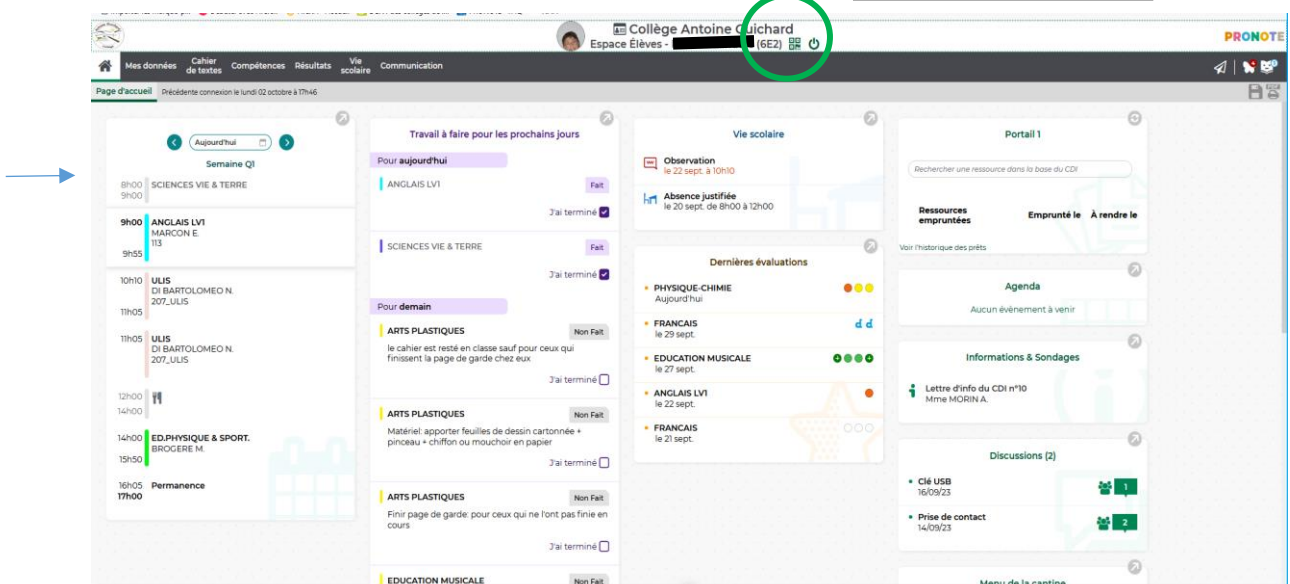 Collège Antoine Guichard
Espace Élèves - (6E2)
PRONOTE
Mes données
Cahier de textes
Compétences
Résultats
Vie scolaire
Communication
Page d'accueil
Précédente connexion le lundi 02 octobre à 17h46
Aujourd'hui
Semaine Q1
8h00 SCIENCES VIE & TERRE
9h00
9h00 ANGLAIS LV1
MARCON E.
113
9h55
10h10 ULIS
DI BARTOLOMEO N.
207_ULIS
11h05
11h05 ULIS
DI BARTOLOMEO N.
207_ULIS
12h00
14h00
14h00 ED.PHYSIQUE & SPORT.
BROGERE M.
15h50
16h05 Permanence
17h00
Travail à faire pour les prochains jours
Pour aujourd'hui
ANGLAIS LV1 Fait
J'ai terminé
SCIENCES VIE & TERRE Fait
J'ai terminé
Pour demain
ARTS PLASTIQUES Non Fait
le cahier est resté en classe sauf pour ceux qui
finissent la page de garde chez eux
J'ai terminé
ARTS PLASTIQUES Non Fait
Matériel: apporter feuilles de dessin cartonnée +
pinceau + chiffon ou mouchoir en papier
J'ai terminé
ARTS PLASTIQUES Non Fait
Finir page de garde: pour ceux qui ne l'ont pas finie en
cours
J'ai terminé
EDUCATION MUSICALE Non Fait
Vie scolaire
Observation
le 22 sept. à 10h10
Absence justifiée
le 20 sept. de 8h00 à 12h00
Dernières évaluations
PHYSIQUE-CHIMIE
Aujourd'hui
FRANCAIS d d
le 29 sept.
EDUCATION MUSICALE
le 27 sept.
ANGLAIS LV1
le 22 sept.
FRANCAIS
le 21 sept.
Portail 1
Rechercher une ressource dans la base du CDI
Ressources empruntées
Emprunté le
À rendre le
Voir l'historique des prêts
Agenda
Aucun évènement à venir
Informations & Sondages
Lettre d'info du CDI n°10
Mme MORIN A.
Discussions (2)
Clé USB 1
16/09/23
Prise de contact 2
14/09/23
Menu de la cantine